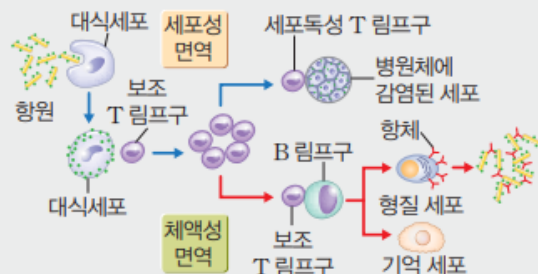 대식세포
세포성
면역
세포독성 T 림프구
항원
보조
T 림프구
병원체에
감염된 세포
대식세포
B 림프구
항체
형질 세포
체액성
면역
보조
T 림프구
기억 세포